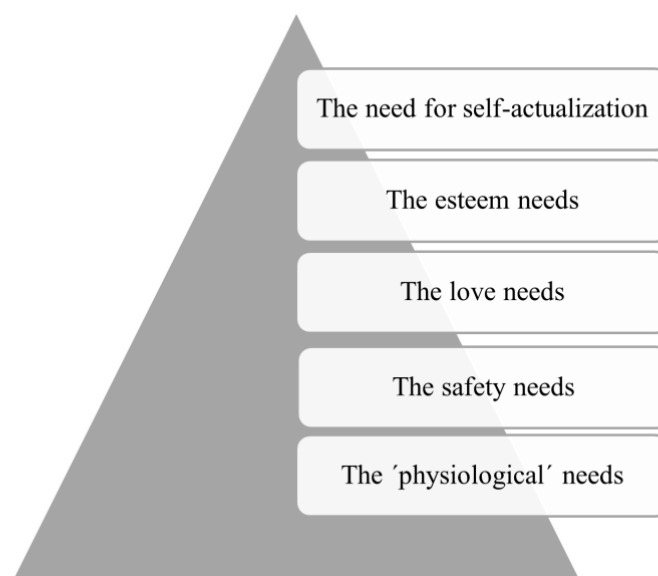 The need for self-actualization
The esteem needs
The love needs
The safety needs
The ´physiological´ needs